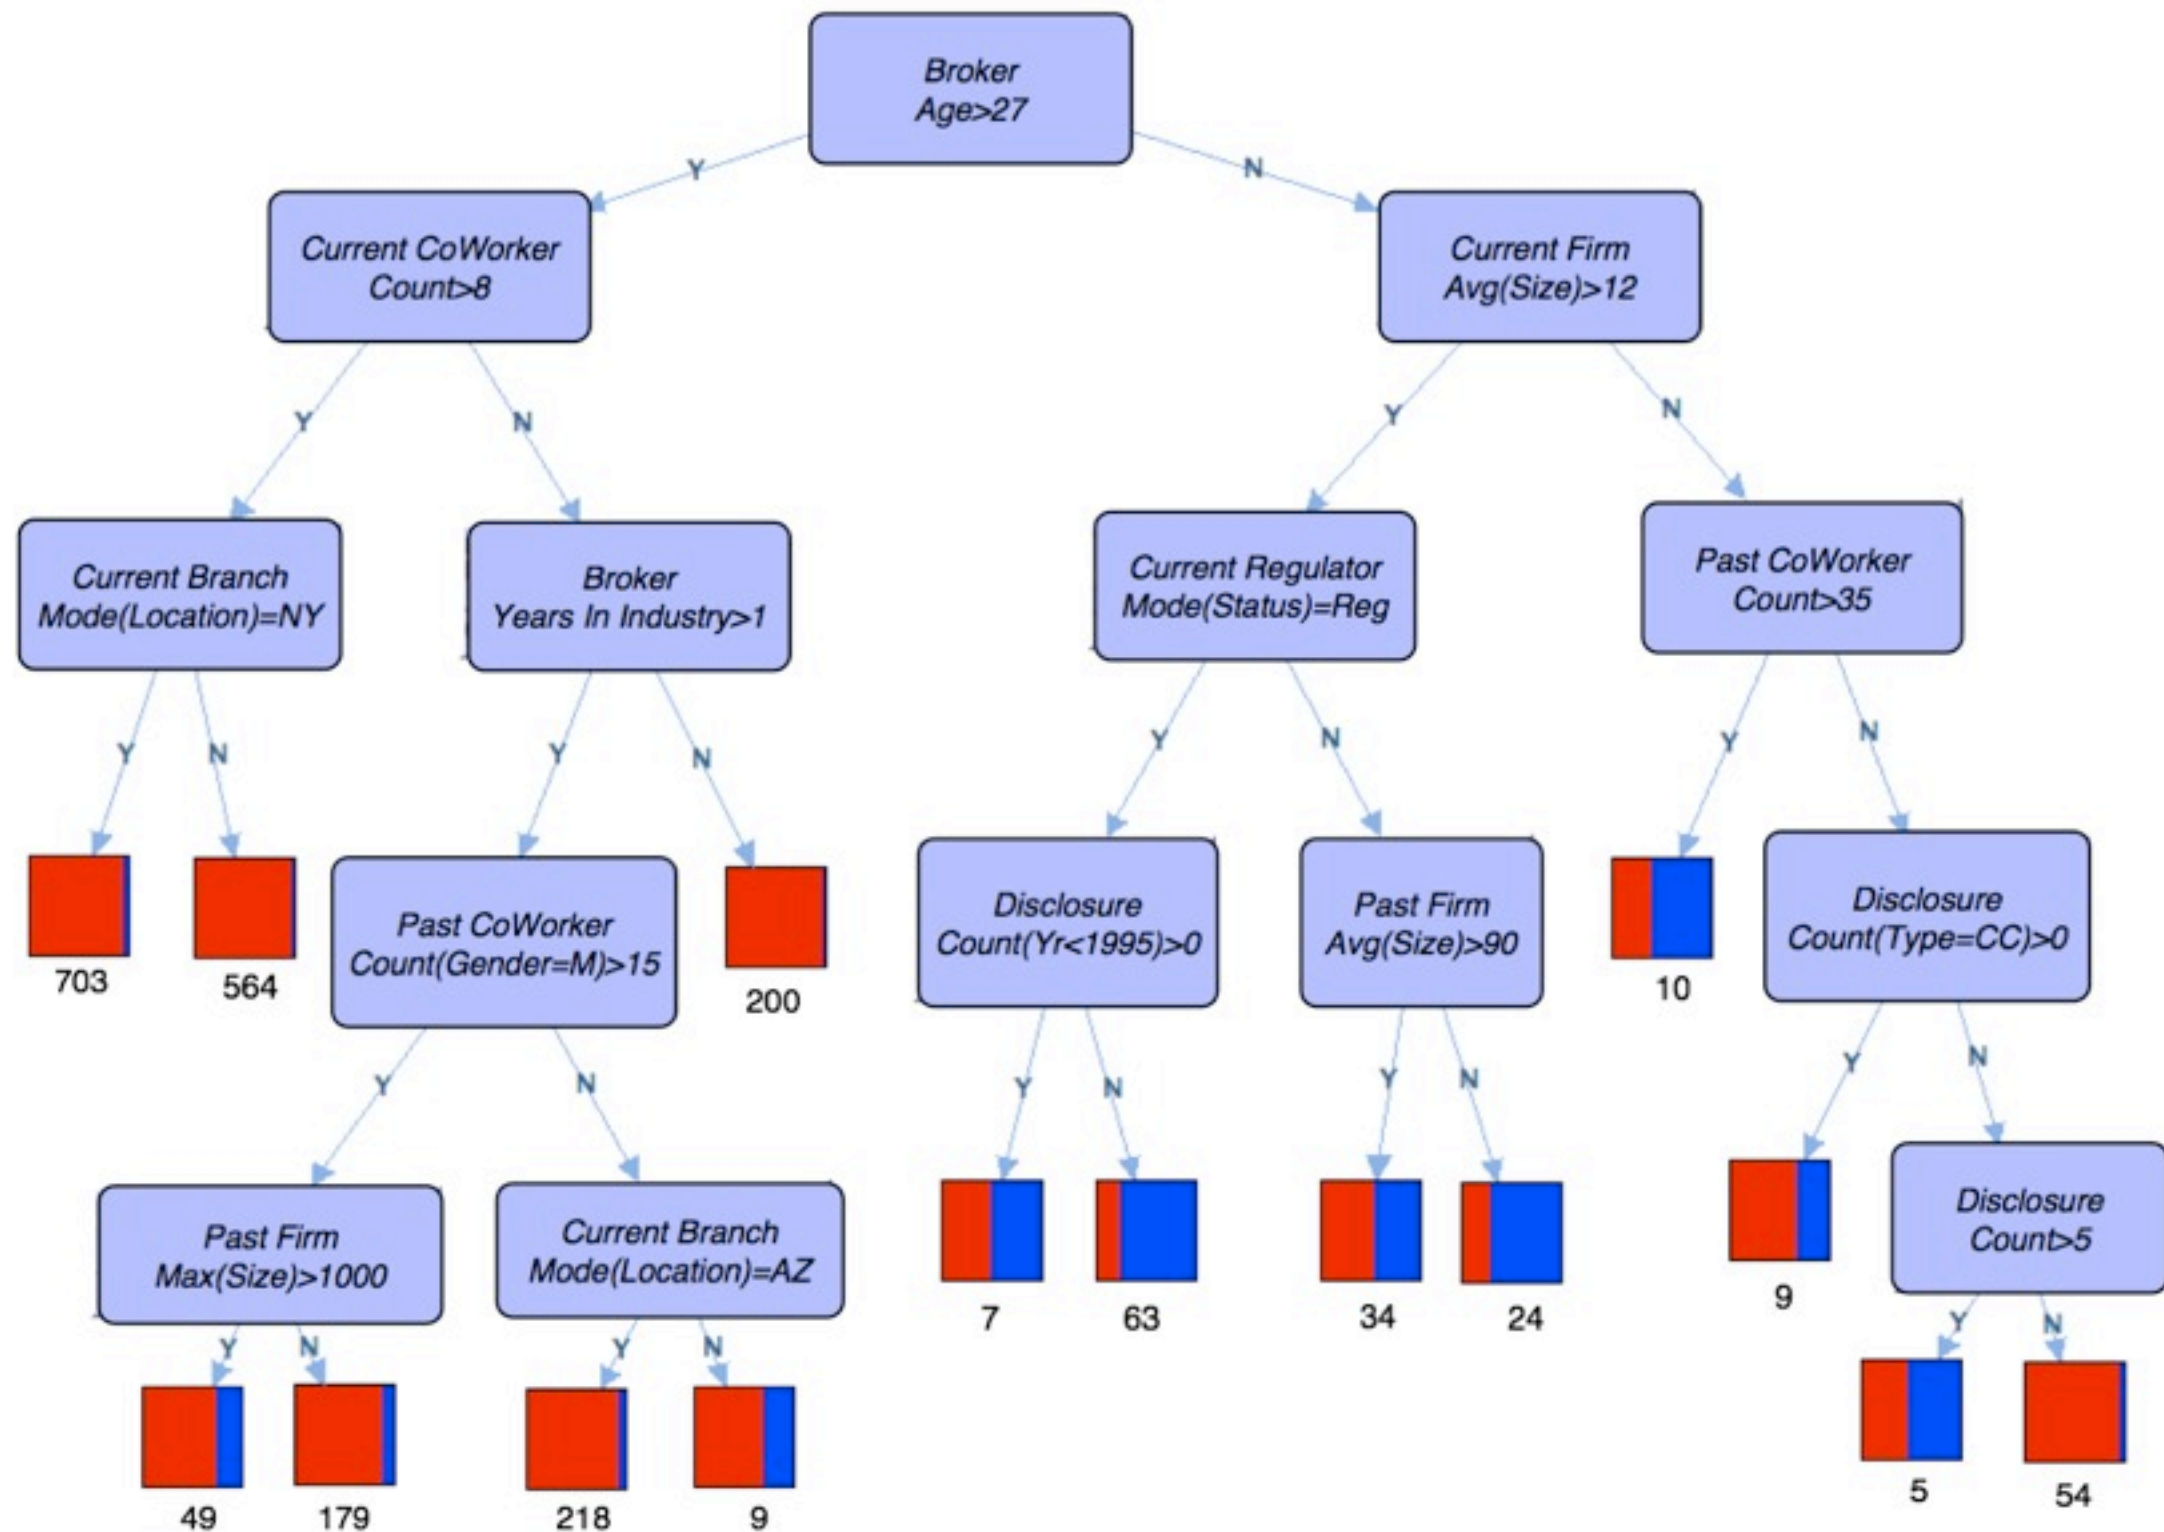 Broker
Age>27
Y
N
Current CoWorker
Count>8
Current Firm
Avg(Size)>12
Y
N
Y
N
Current Branch
Mode(Location)=NY
Broker
Years In Industry>1
Current Regulator
Mode(Status)=Reg
Past CoWorker
Count>35
Y
N
Y
N
Y
N
Y
N
703
564
Past CoWorker
Count(Gender=M)>15
200
Disclosure
Count(Yr<1995)>0
Past Firm
Avg(Size)>90
10
Disclosure
Count(Type=CC)>0
Y
N
Y
N
Y
N
Y
N
Past Firm
Max(Size)>1000
Current Branch
Mode(Location)=AZ
7
63
34
24
9
Disclosure
Count>5
Y
N
Y
N
Y
N
49
179
218
9
5
54